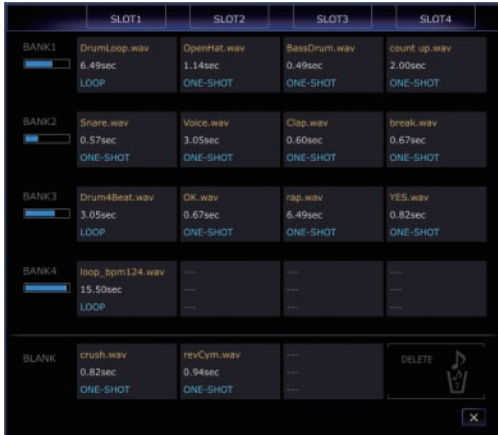 SLOT1 SLOT2 SLOT3 SLOT4
BANK1 DrumLoop.wav OpenHat.wav BassDrum.wav count up.wav
6.49sec 1.14sec 0.49sec 2.00sec
LOOP ONE-SHOT ONE-SHOT ONE-SHOT
BANK2 Snare.wav Voice.wav Clap.wav break.wav
0.57sec 3.05sec 0.60sec 0.67sec
ONE-SHOT ONE-SHOT ONE-SHOT ONE-SHOT
BANK3 Drum4Beat.wav OK.wav rap.wav YES.wav
3.05sec 0.67sec 6.49sec 0.82sec
LOOP ONE-SHOT ONE-SHOT ONE-SHOT
BANK4 loop_bpm124.wav --- --- ---
15.50sec --- --- ---
LOOP --- --- ---
BLANK crush.wav revCym.wav --- DELETE
0.82sec 0.94sec ---
ONE-SHOT ONE-SHOT ---